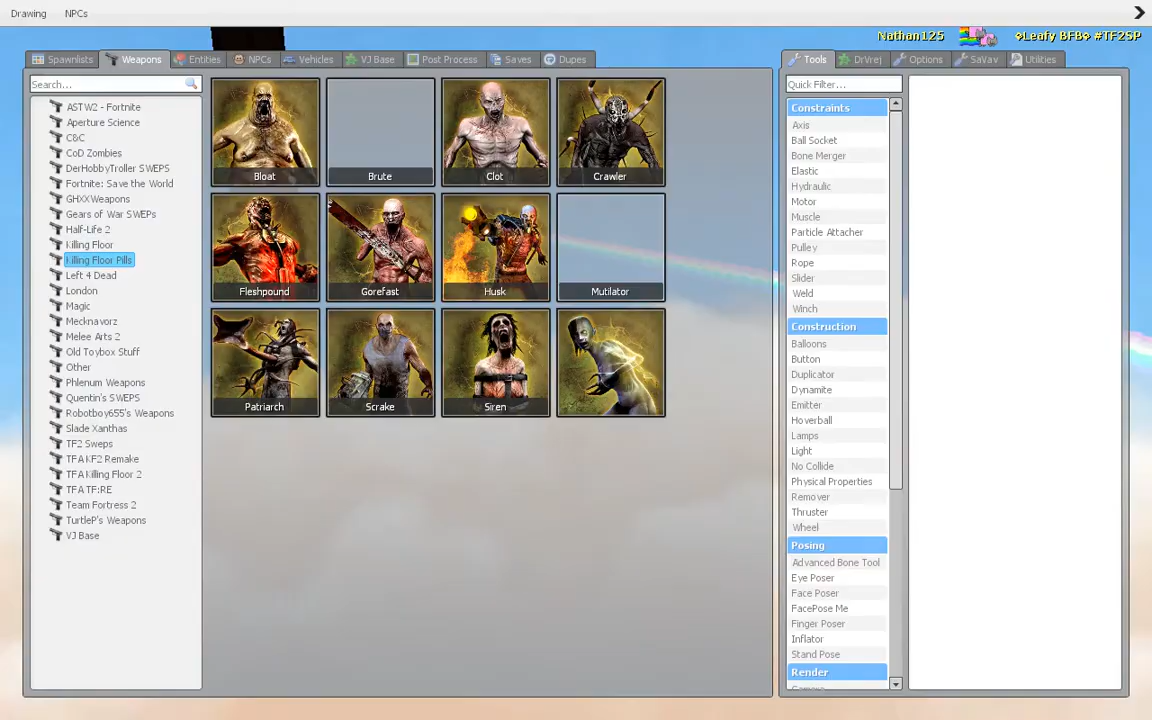 Drawing NPCs
Nathan125 ◇Leafy BFB◇ #TF2SP
Spawnlists Weapons Entities NPCs Vehicles VJ Base Post Process Saves Dupes
Tools DrVrej Options SaVav Utilities
Search...
ASTW2 - Fortnite
Aperture Science
C&C
CoD Zombies
DerHobbyTroller SWEPS
Fortnite: Save the World
GHXXWeapons
Gears of War SWEPs
Half-Life 2
Killing Floor
Killing Floor Pills
Left 4 Dead
London
Magic
Mecknavorz
Melee Arts 2
Old Toybox Stuff
Other
Phlenum Weapons
Quentin's SWEPS
Robotboy655's Weapons
Slade Xanthas
TF2 Sweps
TFA KF2 Remake
TFA Killing Floor 2
TFA TF:RE
Team Fortress 2
TurtleP's Weapons
VJ Base
Bloat
Brute
Clot
Crawler
Fleshpound
Gorefast
Husk
Mutilator
Patriarch
Scrake
Siren
Quick Filter...
Constraints
Axis
Ball Socket
Bone Merger
Elastic
Hydraulic
Motor
Muscle
Particle Attacher
Pulley
Rope
Slider
Weld
Winch
Construction
Balloons
Button
Duplicator
Dynamite
Emitter
Hoverball
Lamps
Light
No Collide
Physical Properties
Remover
Thruster
Wheel
Posing
Advanced Bone Tool
Eye Poser
Face Poser
FacePose Me
Finger Poser
Inflator
Stand Pose
Render